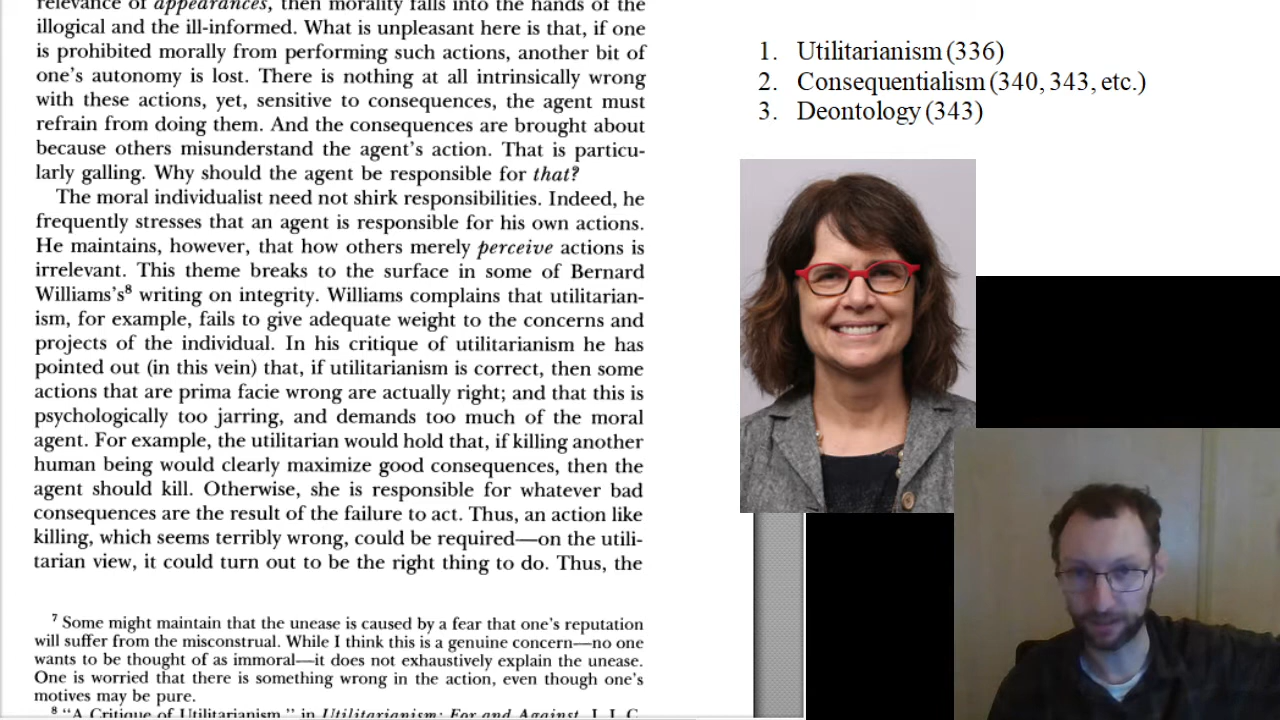 relevance of appearances, then morality falls into the hands of the
illogical and the ill-informed. What is unpleasant here is that, if one
is prohibited morally from performing such actions, another bit of
one's autonomy is lost. There is nothing at all intrinsically wrong
with these actions, yet, sensitive to consequences, the agent must
refrain from doing them. And the consequences are brought about
because others misunderstand the agent's action. That is particu-
larly galling. Why should the agent be responsible for that?
The moral individualist need not shirk responsibilities. Indeed, he
frequently stresses that an agent is responsible for his own actions.
He maintains, however, that how others merely perceive actions is
irrelevant. This theme breaks to the surface in some of Bernard
Williams's⁸ writing on integrity. Williams complains that utilitarian-
ism, for example, fails to give adequate weight to the concerns and
projects of the individual. In his critique of utilitarianism he has
pointed out (in this vein) that, if utilitarianism is correct, then some
actions that are prima facie wrong are actually right; and that this is
psychologically too jarring, and demands too much of the moral
agent. For example, the utilitarian would hold that, if killing another
human being would clearly maximize good consequences, then the
agent should kill. Otherwise, she is responsible for whatever bad
consequences are the result of the failure to act. Thus, an action like
killing, which seems terribly wrong, could be required—on the utili-
tarian view, it could turn out to be the right thing to do. Thus, the
⁷ Some might maintain that the unease is caused by a fear that one's reputation
will suffer from the misconstrual. While I think this is a genuine concern—no one
wants to be thought of as immoral—it does not exhaustively explain the unease.
One is worried that there is something wrong in the action, even though one's
motives may be pure.
⁸ "A Critique of Utilitarianism," in Utilitarianism: For and Against, J. J. C.
1. Utilitarianism (336)
2. Consequentialism (340, 343, etc.)
3. Deontology (343)